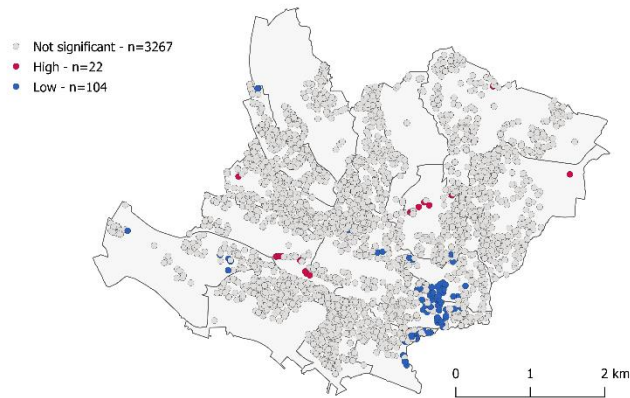 Not significant - n=3267
High - n=22
Low - n=104
0 1 2 km